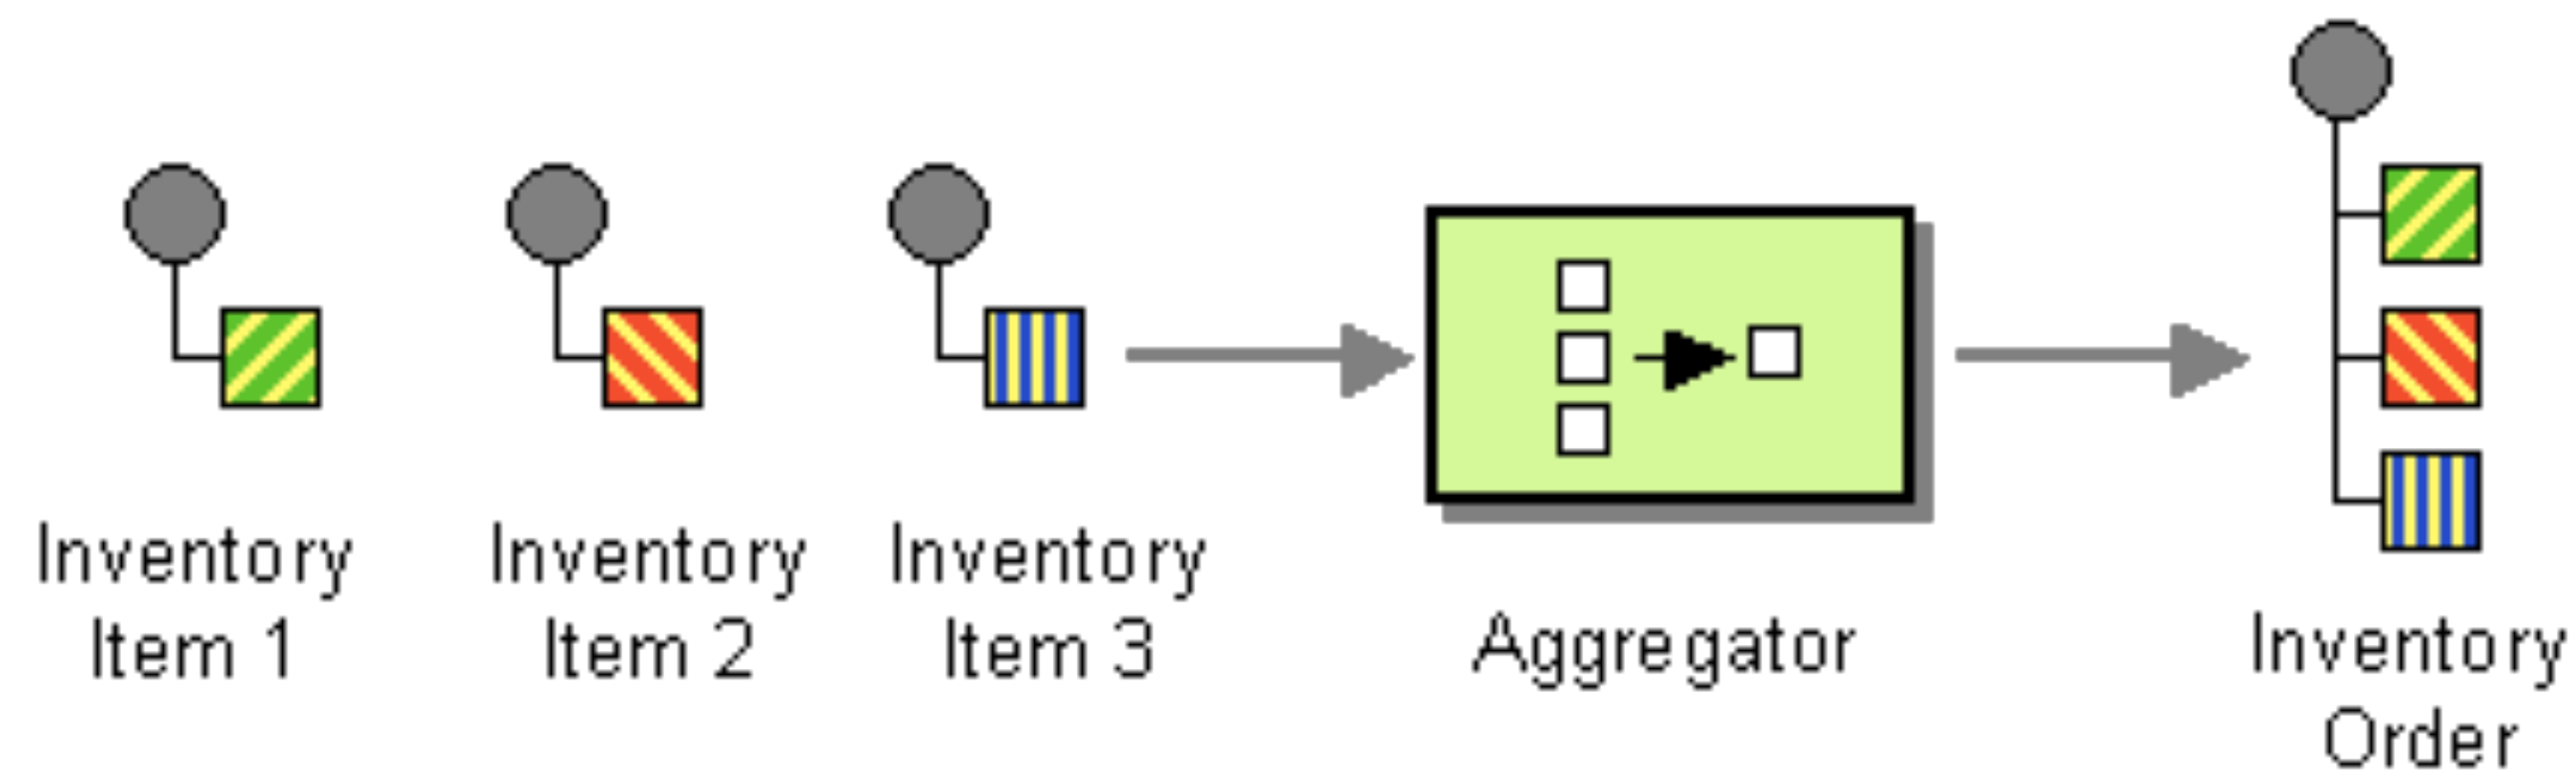 Inventory
Item 1
Inventory
Item 2
Inventory
Item 3
Aggregator
Inventory
Order